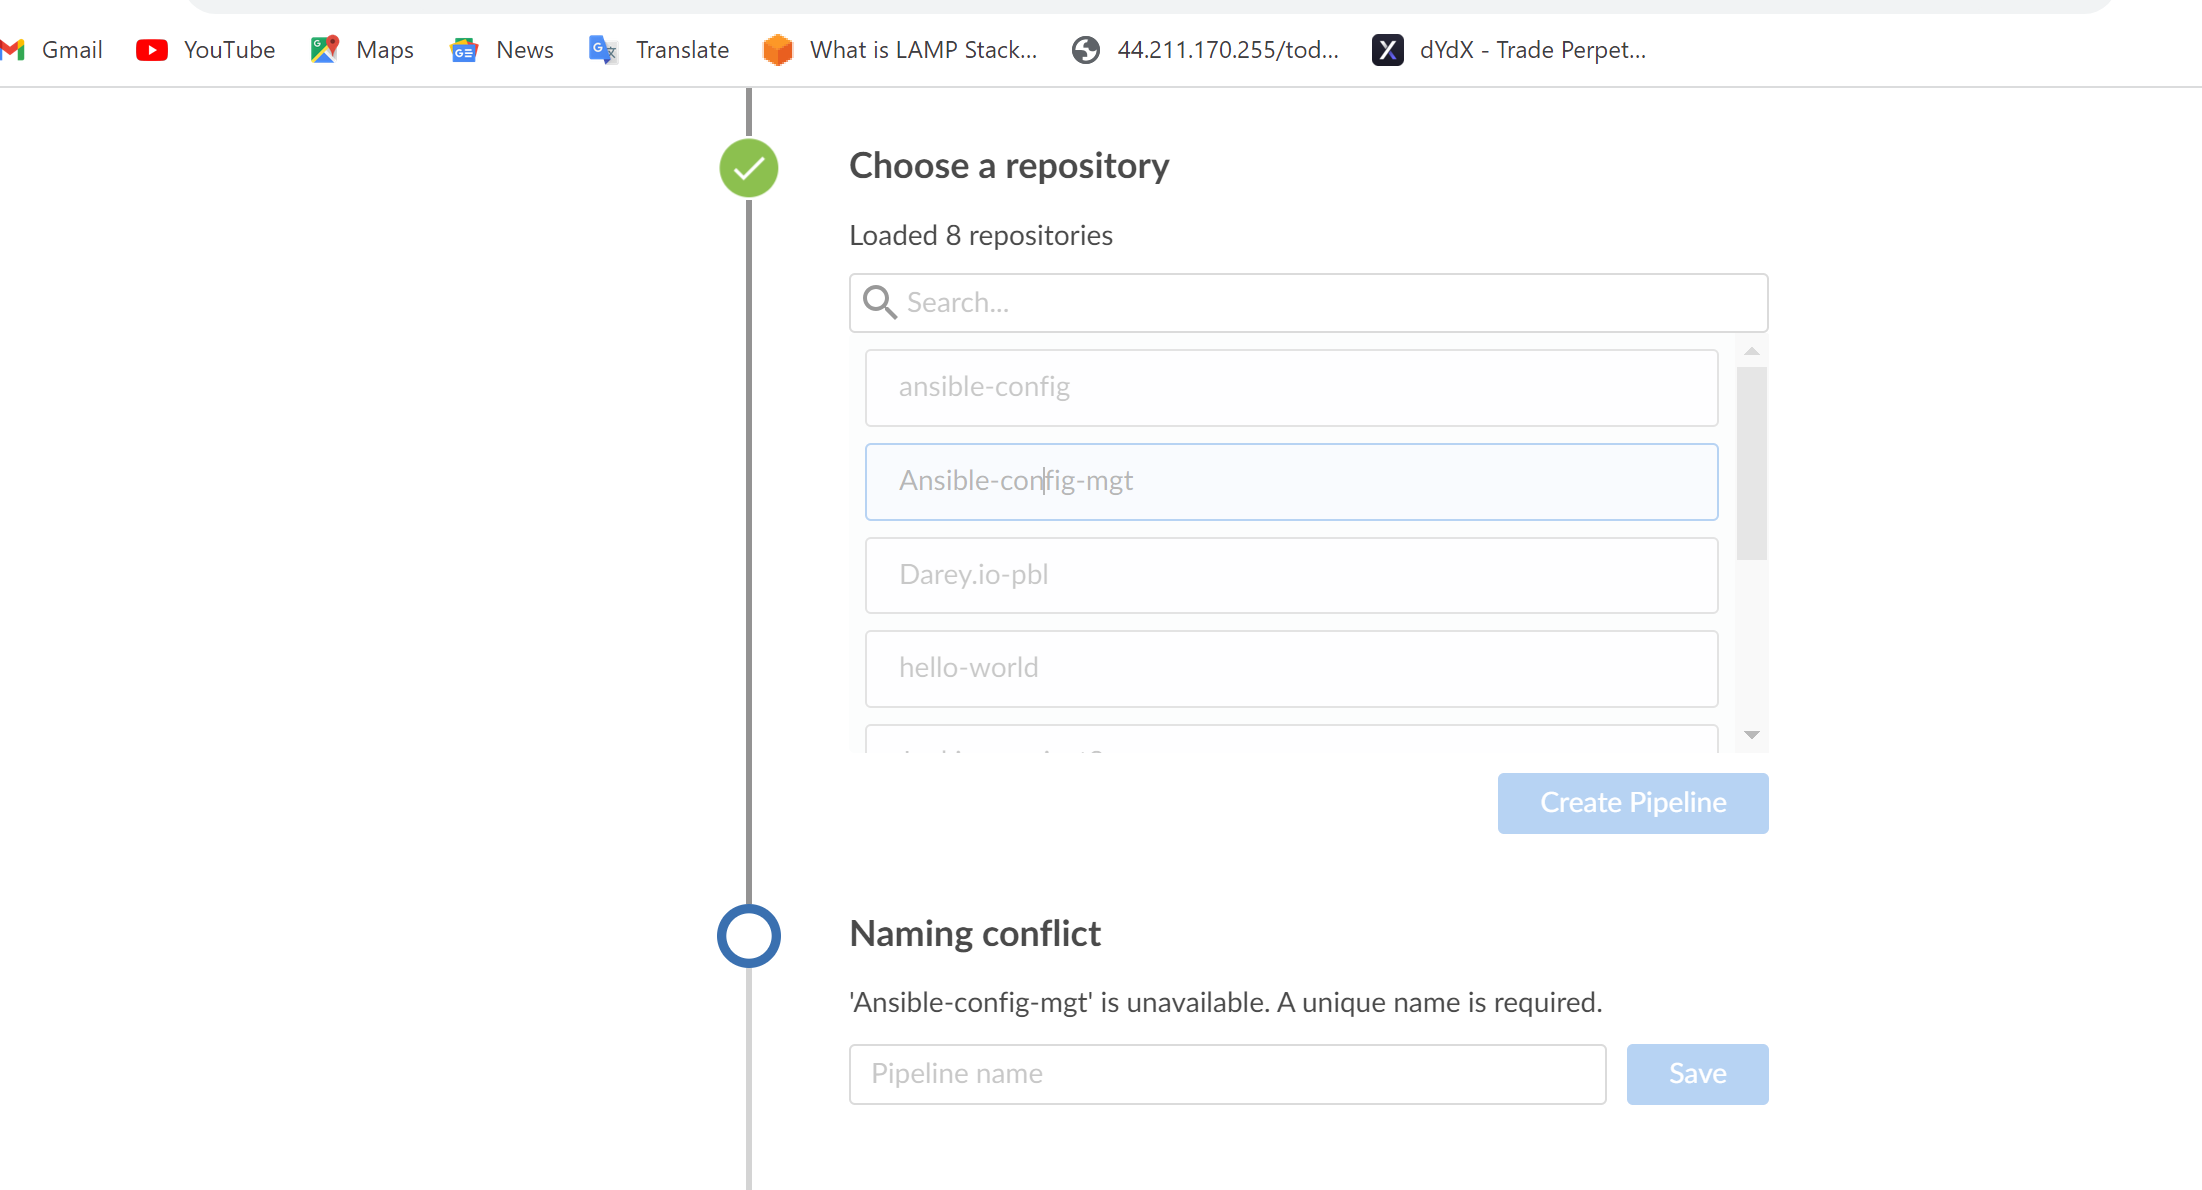 Gmail YouTube Maps News Translate What is LAMP Stack... 44.211.170.255/tod... dYdX - Trade Perpet...
Choose a repository
Loaded 8 repositories
Search...
ansible-config
Ansible-config-mgt
Darey.io-pbl
hello-world
Create Pipeline
Naming conflict
'Ansible-config-mgt' is unavailable. A unique name is required.
Pipeline name Save